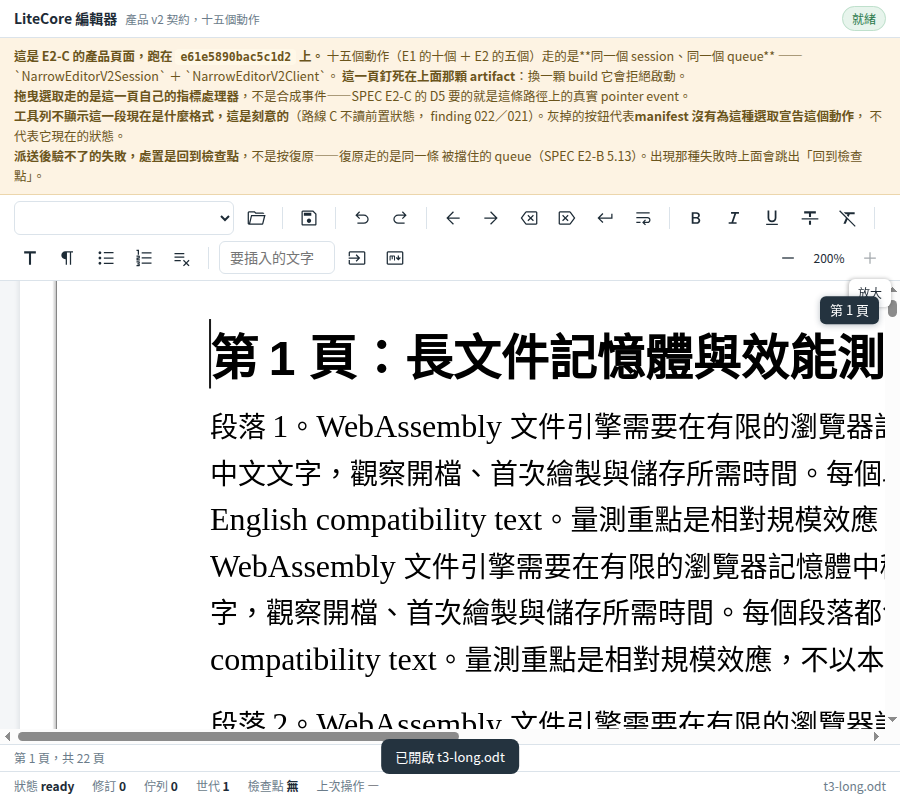 LiteCore 編輯器 產品 v2 契約，十五個動作 就緒
這是 E2-C 的產品頁面，跑在 e61e5890bac5c1d2 上。 十五個動作（E1 的十個 ＋ E2 的五個）走的是**同一個 session、同一個 queue** ——
`NarrowEditorV2Session` ＋ `NarrowEditorV2Client`。 這一頁釘死在上面那顆 artifact：換一顆 build 它會拒絕啟動。
拖曳選取走的是這一頁自己的指標處理器，不是合成事件——SPEC E2-C 的 D5 要的就是這條路徑上的真實 pointer event。
工具列不顯示這一段現在是什麼格式，這是刻意的（路線 C 不讀前置狀態， finding 022／021）。灰掉的按鈕代表manifest 沒有為這種選取宣告這個動作， 不
代表它現在的狀態。
派送後驗不了的失敗，處置是回到檢查點，不是按復原——復原走的是同一條 被擋住的 queue（SPEC E2-B 5.13）。出現那種失敗時上面會跳出「回到檢查
點」。
要插入的文字 200%
放大
第 1 頁
第 1 頁：長文件記憶體與效能測
段落 1。WebAssembly 文件引擎需要在有限的瀏覽器
中文文字，觀察開檔、首次繪製與儲存所需時間。每個
English compatibility text。量測重點是相對規模效應
WebAssembly 文件引擎需要在有限的瀏覽器記憶體中
字，觀察開檔、首次繪製與儲存所需時間。每個段落都
compatibility text。量測重點是相對規模效應，不以本
段落 2。WebAssembly 文件引擎需要在有限的瀏覽器
第 1 頁，共 22 頁
已開啟 t3-long.odt
狀態 ready 修訂 0 佇列 0 世代 1 檢查點 無 上次操作 — t3-long.odt